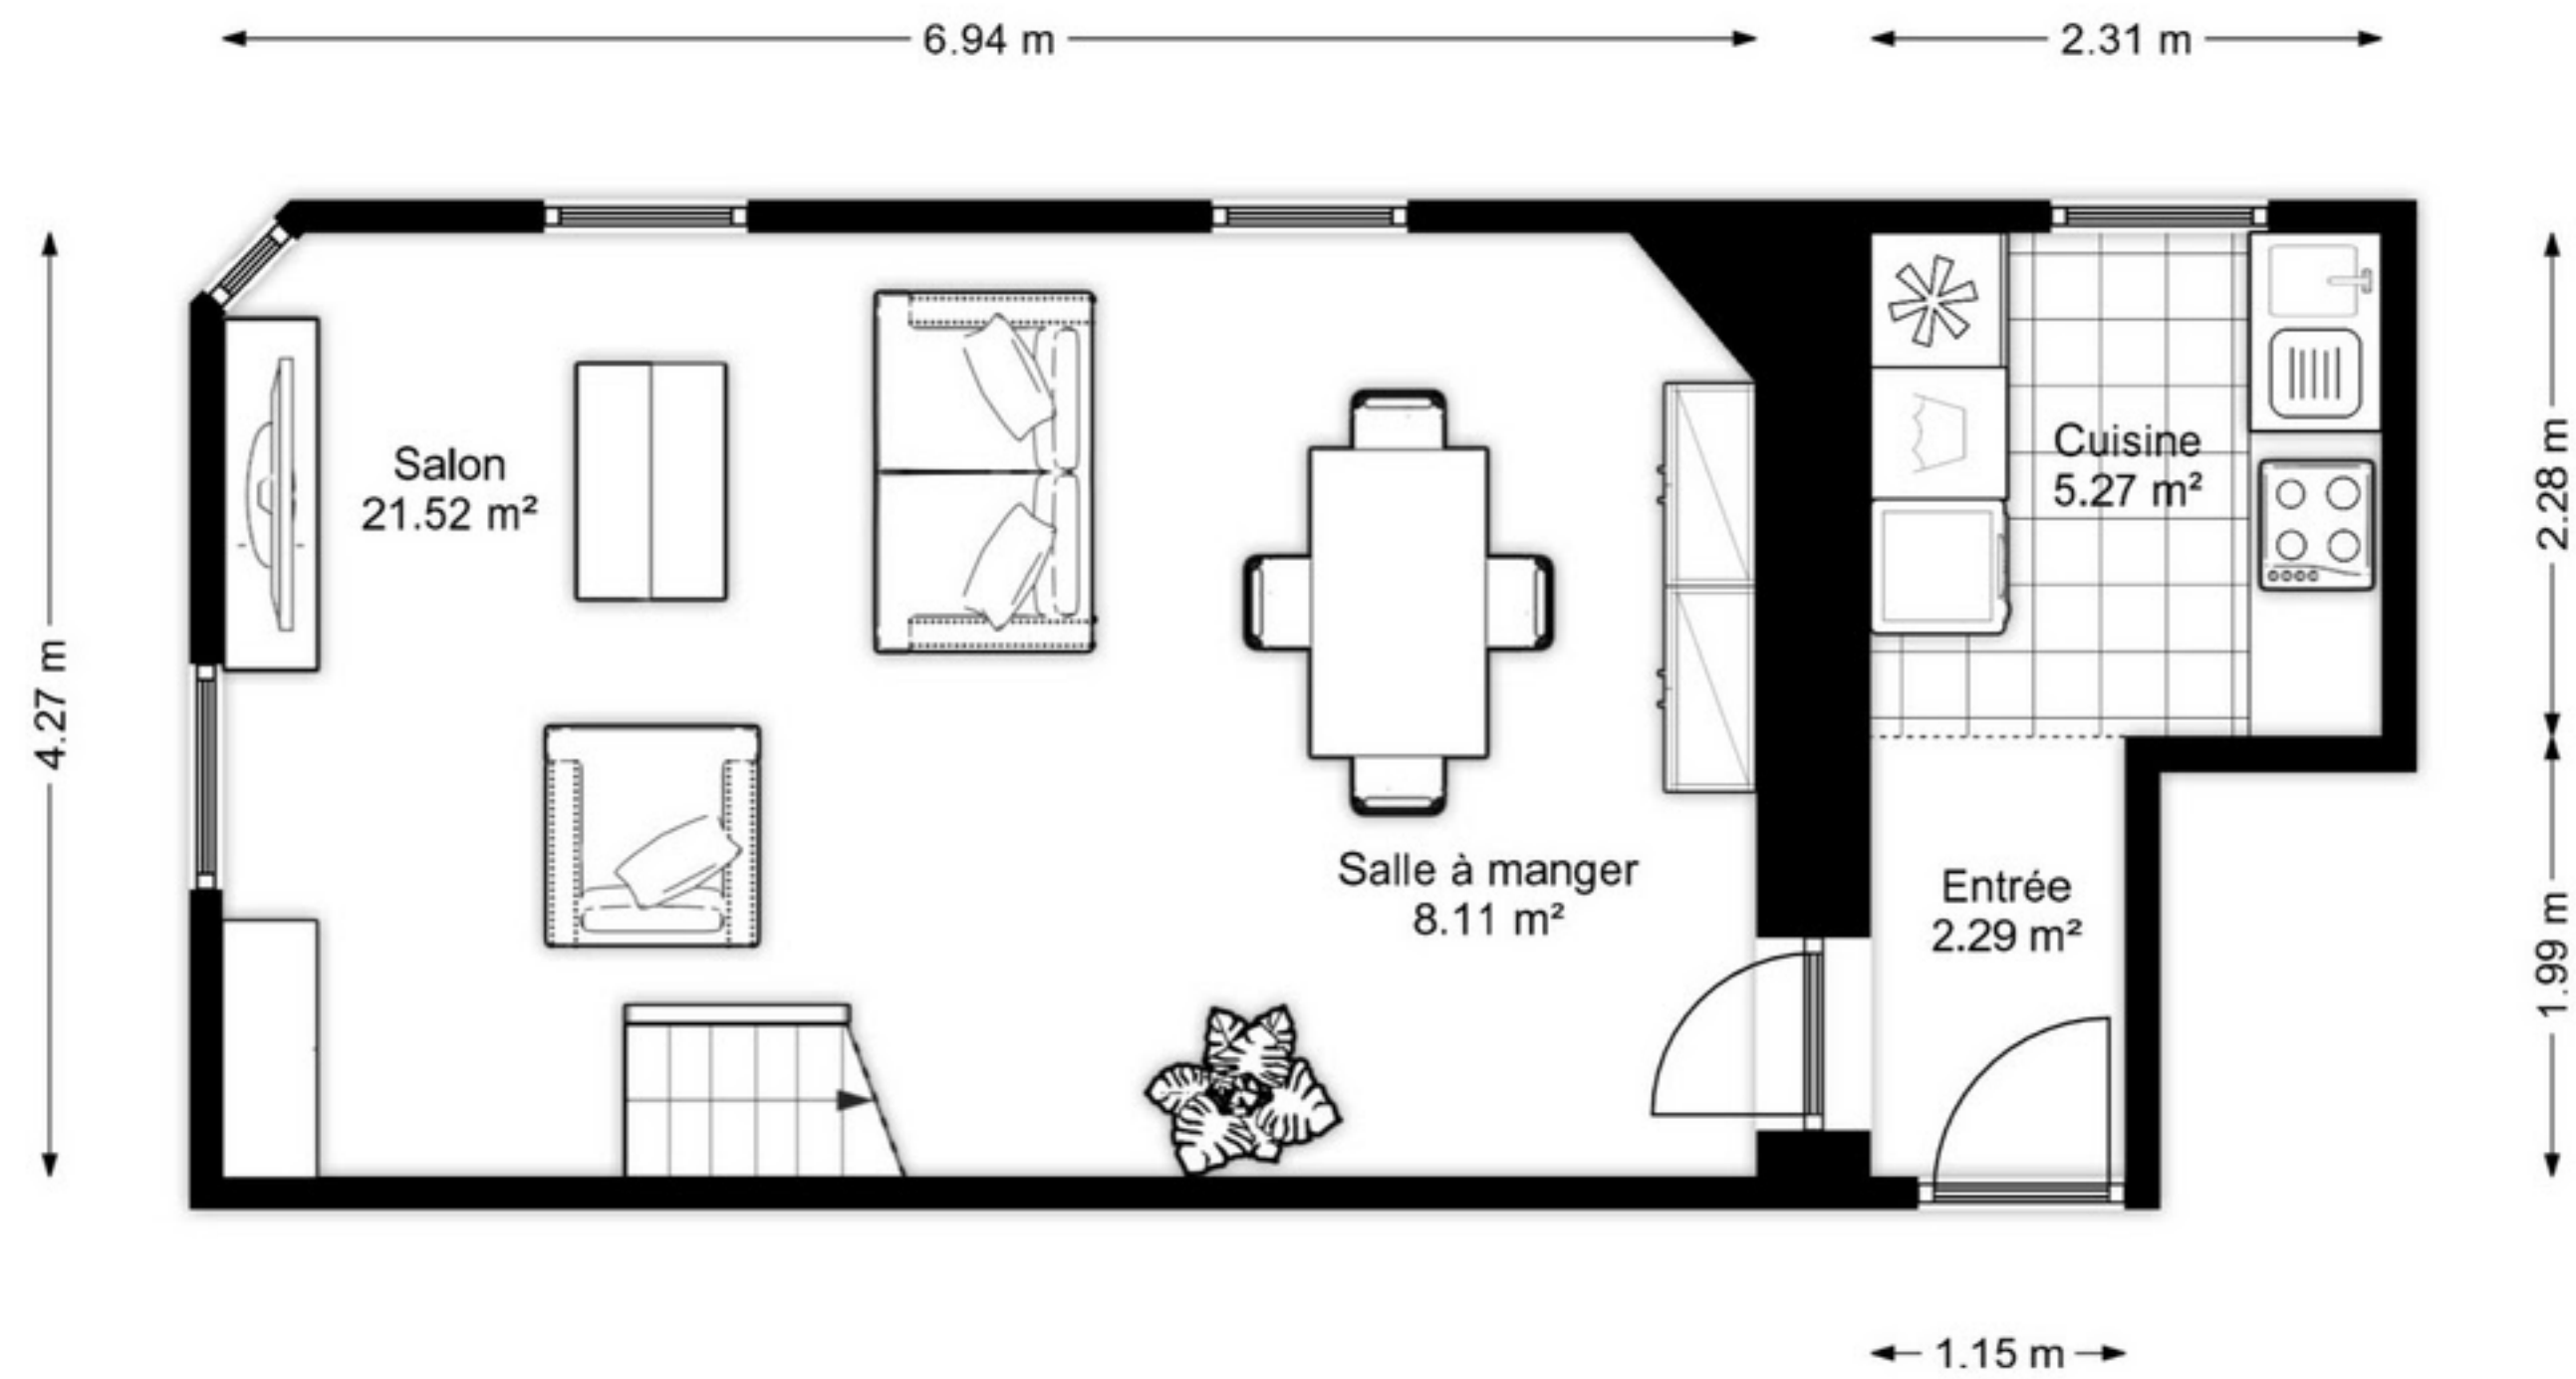 6.94 m
2.31 m
Salon
21.52 m²
Cuisine
5.27 m²
2.28 m
4.27 m
Salle à manger
8.11 m²
Entrée
2.29 m²
1.99 m
1.15 m